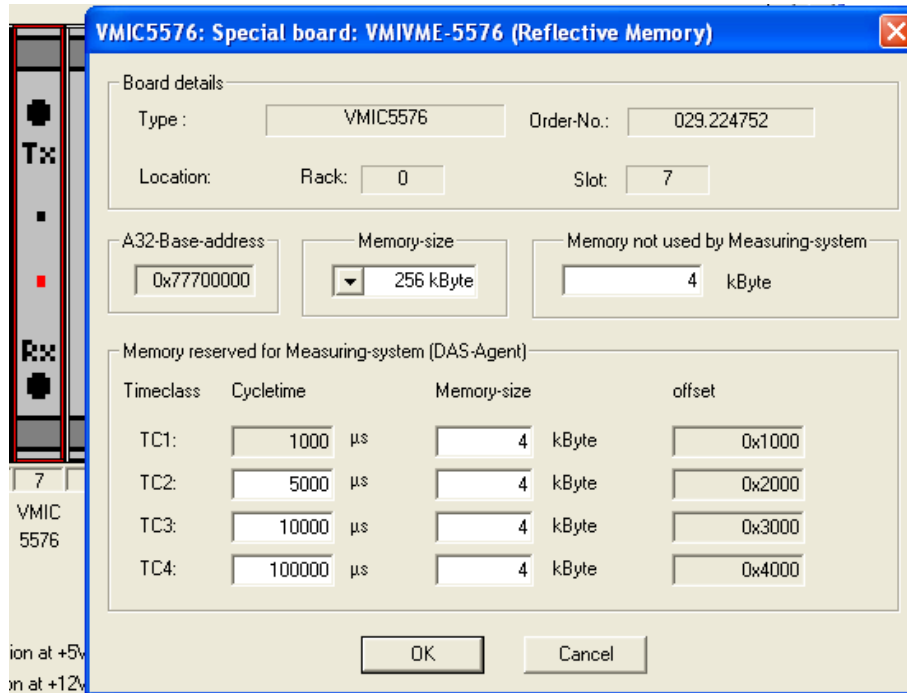 VMIC5576: Special board: VMIVME-5576 (Reflective Memory)
Board details
Type : VMIC5576 Order-No.: 029.224752
Location: Rack: 0 Slot: 7
A32-Base-address Memory-size Memory not used by Measuring-system
0x77700000 256 kByte 4 kByte
Memory reserved for Measuring-system (DAS-Agent)
Timeclass Cycletime Memory-size offset
TC1: 1000 µs 4 kByte 0x1000
TC2: 5000 µs 4 kByte 0x2000
TC3: 10000 µs 4 kByte 0x3000
TC4: 100000 µs 4 kByte 0x4000
OK Cancel
Tx
Rx
7
VMIC
5576
ion at +5V
on at +12V